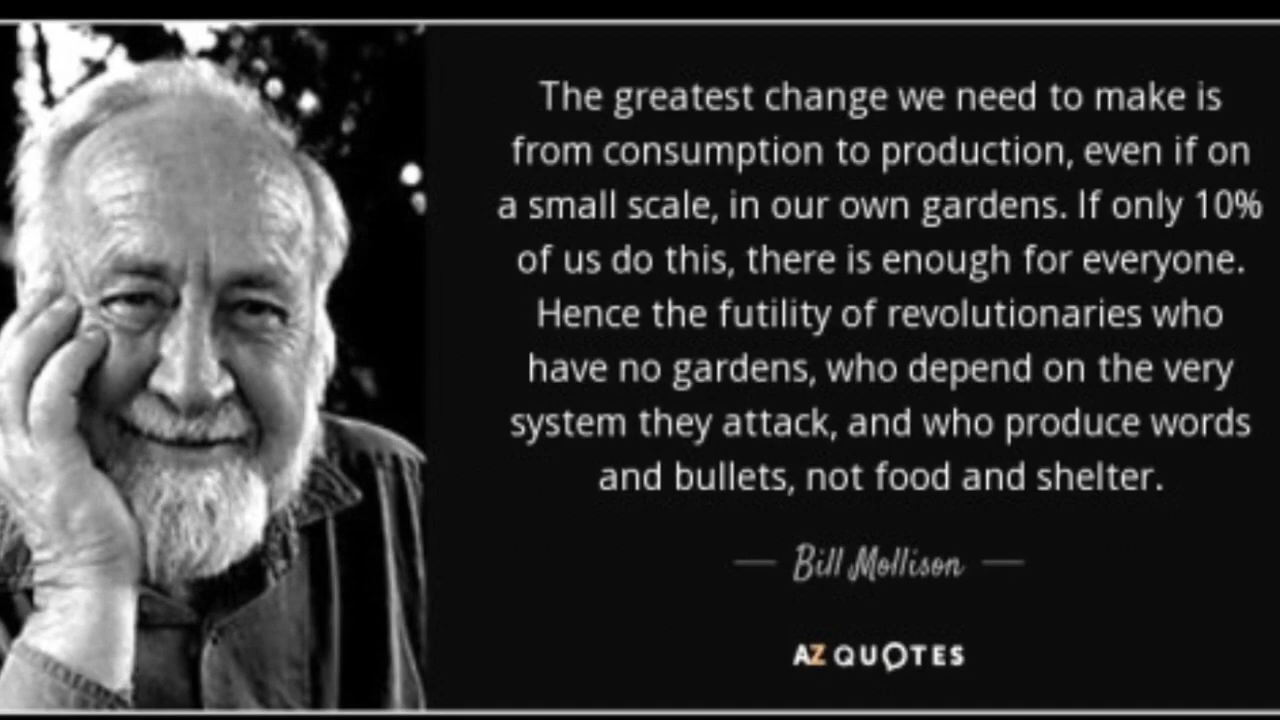 The greatest change we need to make is
from consumption to production, even if on
a small scale, in our own gardens. If only 10%
of us do this, there is enough for everyone.
Hence the futility of revolutionaries who
have no gardens, who depend on the very
system they attack, and who produce words
and bullets, not food and shelter.
— Bill Mollison —
AZ QUOTES